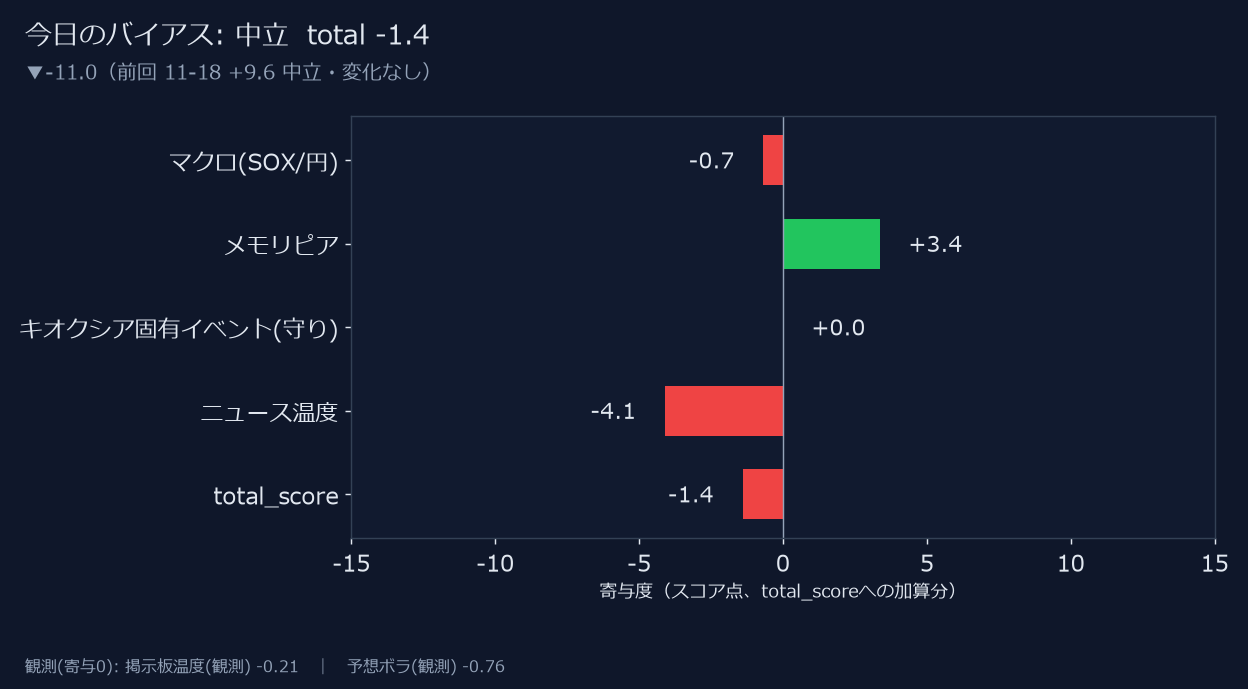 今日のバイアス: 中立 total -1.4
▼-11.0（前回 11-18 +9.6 中立・変化なし）
マクロ(SOX/円)
-0.7
メモリピア
+3.4
キオクシア固有イベント(守り)
+0.0
ニュース温度
-4.1
total_score
-1.4
-15 -10 -5 0 5 10 15
寄与度（スコア点、total_scoreへの加算分）
観測(寄与0): 掲示板温度(観測) -0.21 | 予想ボラ(観測) -0.76